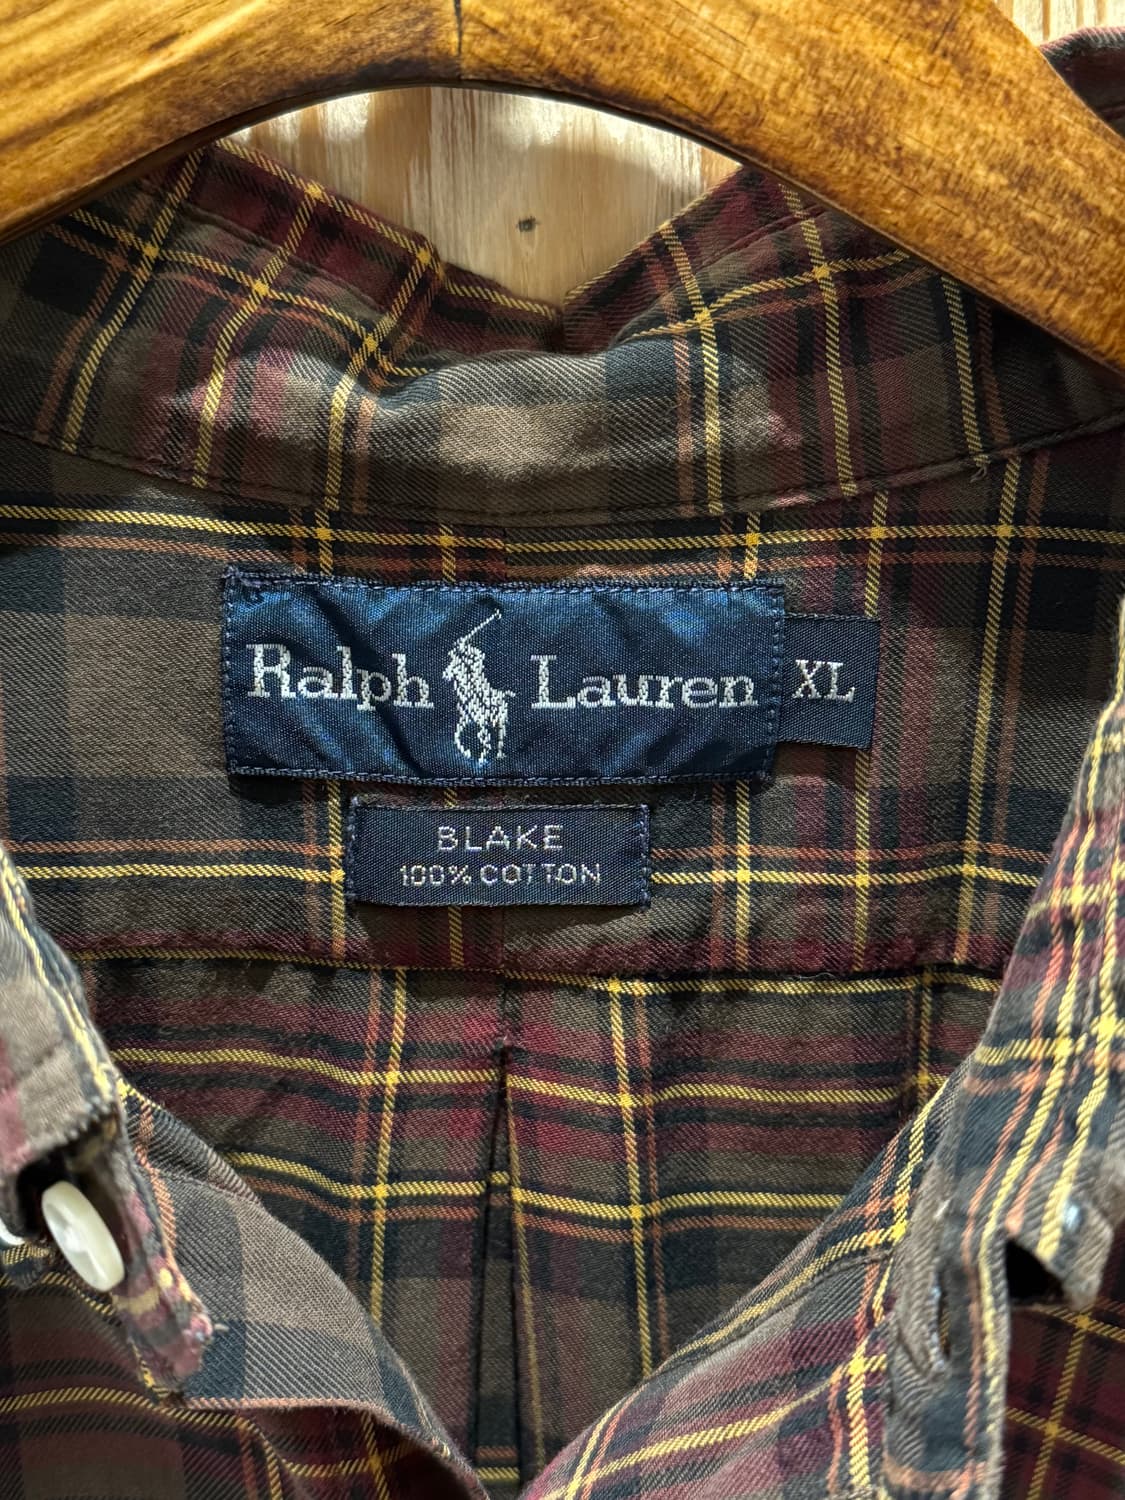 Ralph Lauren XL
BLAKE
100% COTTON